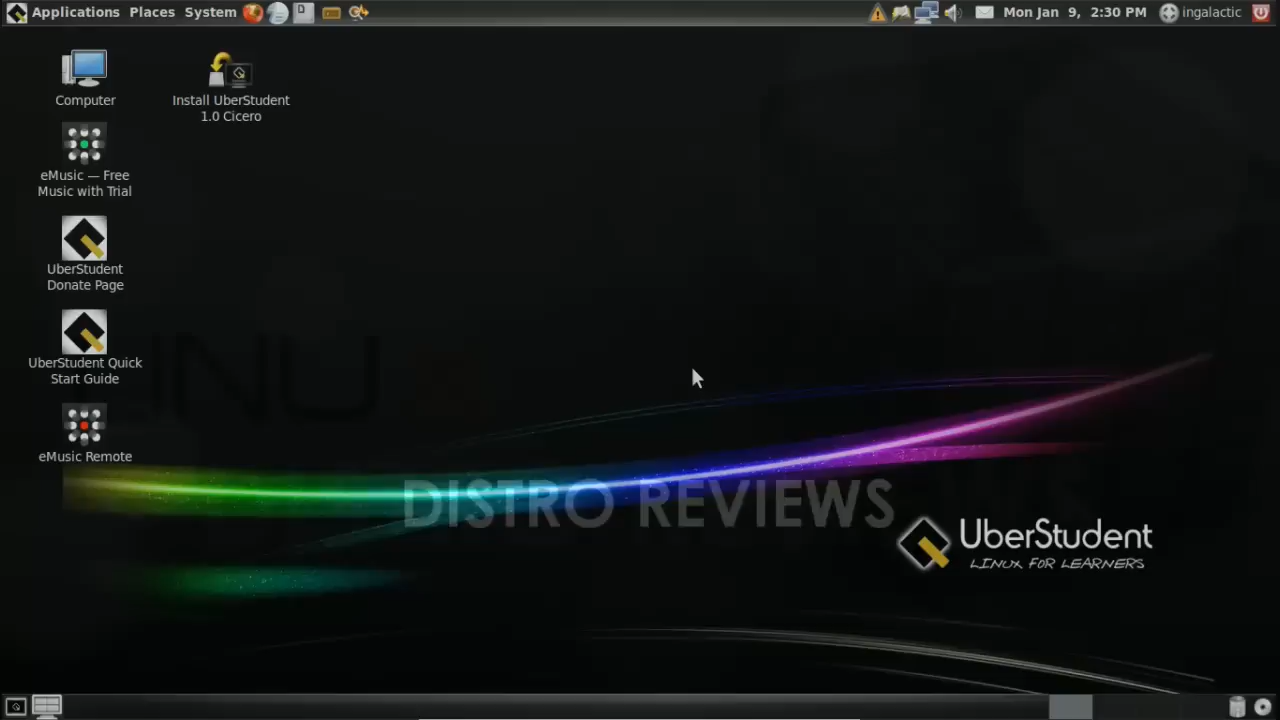 Applications Places System
Mon Jan 9, 2:30 PM ingalactic
Computer
Install UberStudent
1.0 Cicero
eMusic — Free
Music with Trial
UberStudent
Donate Page
UberStudent Quick
Start Guide
eMusic Remote
DISTRO REVIEWS
UberStudent
LINUX FOR LEARNERS